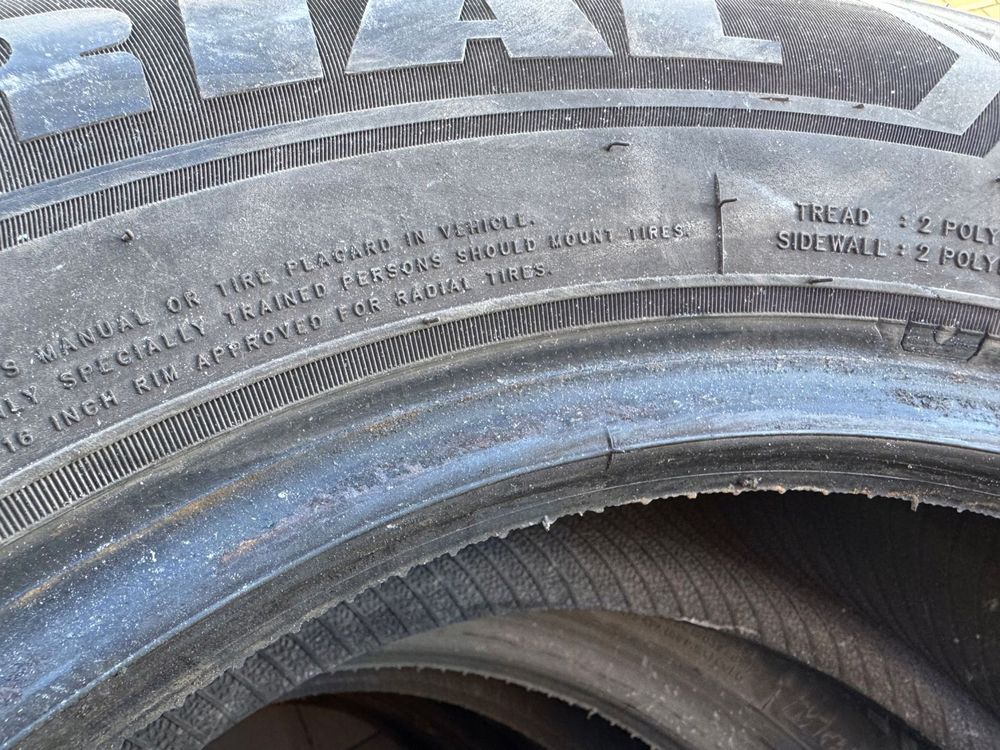 RIAL
S MANUAL OR TIRE PLACARD IN VEHICLE.
NLY SPECIALLY TRAINED PERSONS SHOULD MOUNT TIRES.
16 INCH RIM APPROVED FOR RADIAL TIRES.
TREAD : 2 POLY
SIDEWALL : 2 POLY